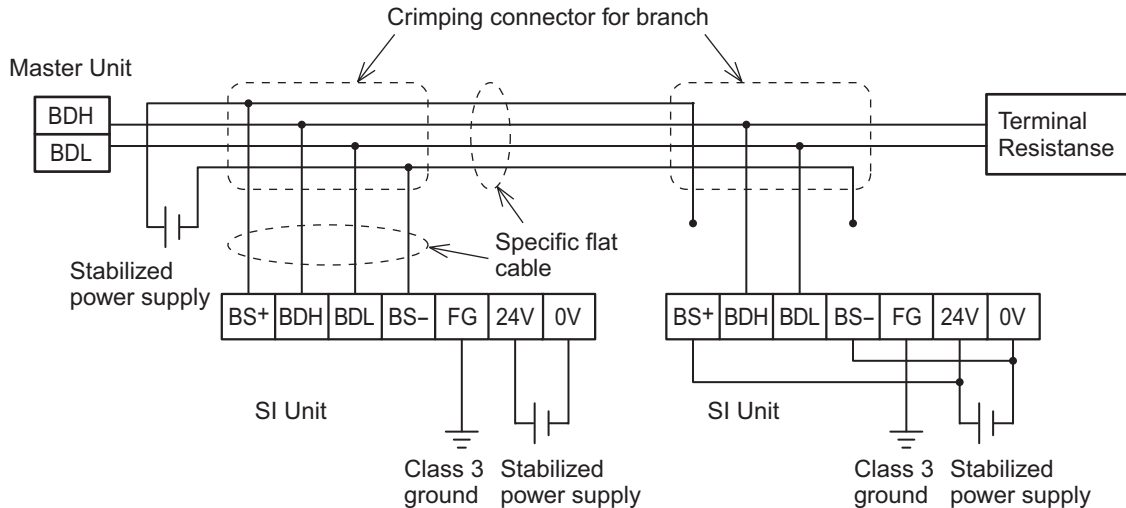 Crimping connector for branch
Master Unit
BDH
BDL
Terminal
Resistanse
Stabilized
power supply
Specific flat
cable
BS+ BDH BDL BS− FG 24V 0V
BS+ BDH BDL BS− FG 24V 0V
SI Unit
SI Unit
Class 3
ground
Stabilized
power supply
Class 3
ground
Stabilized
power supply